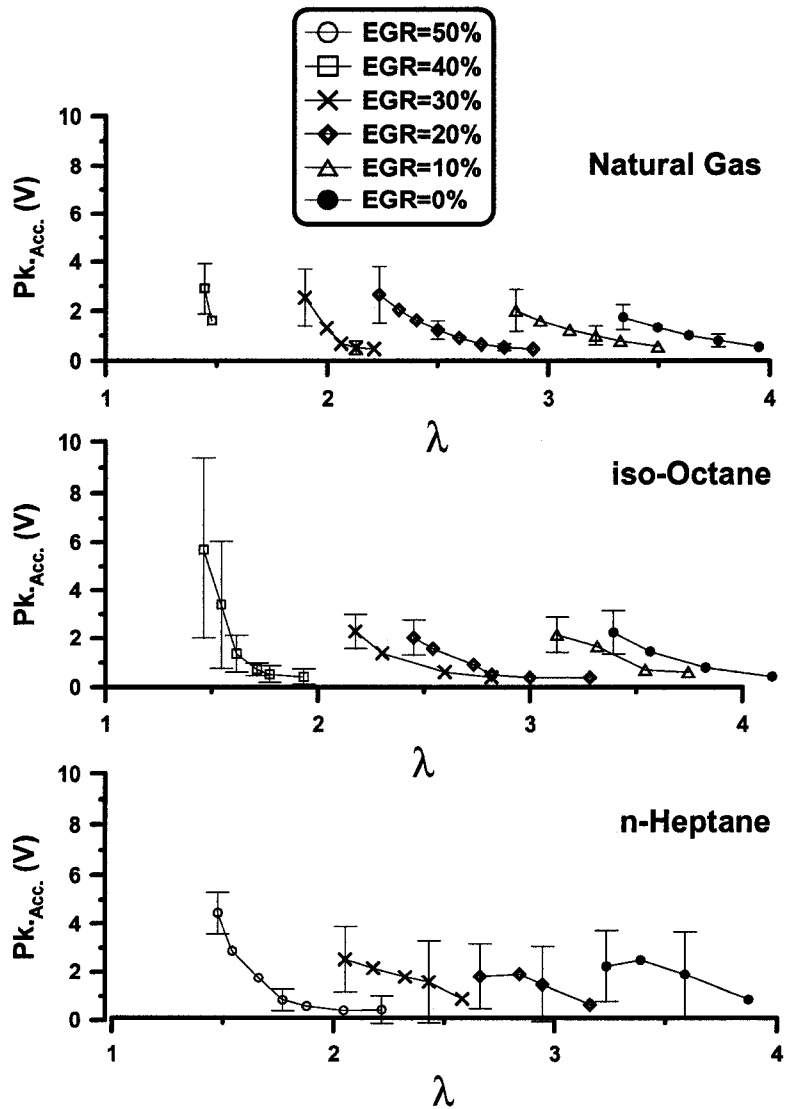 EGR=50%
EGR=40%
EGR=30%
EGR=20%
EGR=10%
EGR=0%
Natural Gas
Pk.Acc. (V)
10
8
6
4
2
0
1 2 3 4
λ
iso-Octane
Pk.Acc. (V)
10
8
6
4
2
0
1 2 3 4
λ
n-Heptane
Pk.Acc. (V)
10
8
6
4
2
0
1 2 3 4
λ